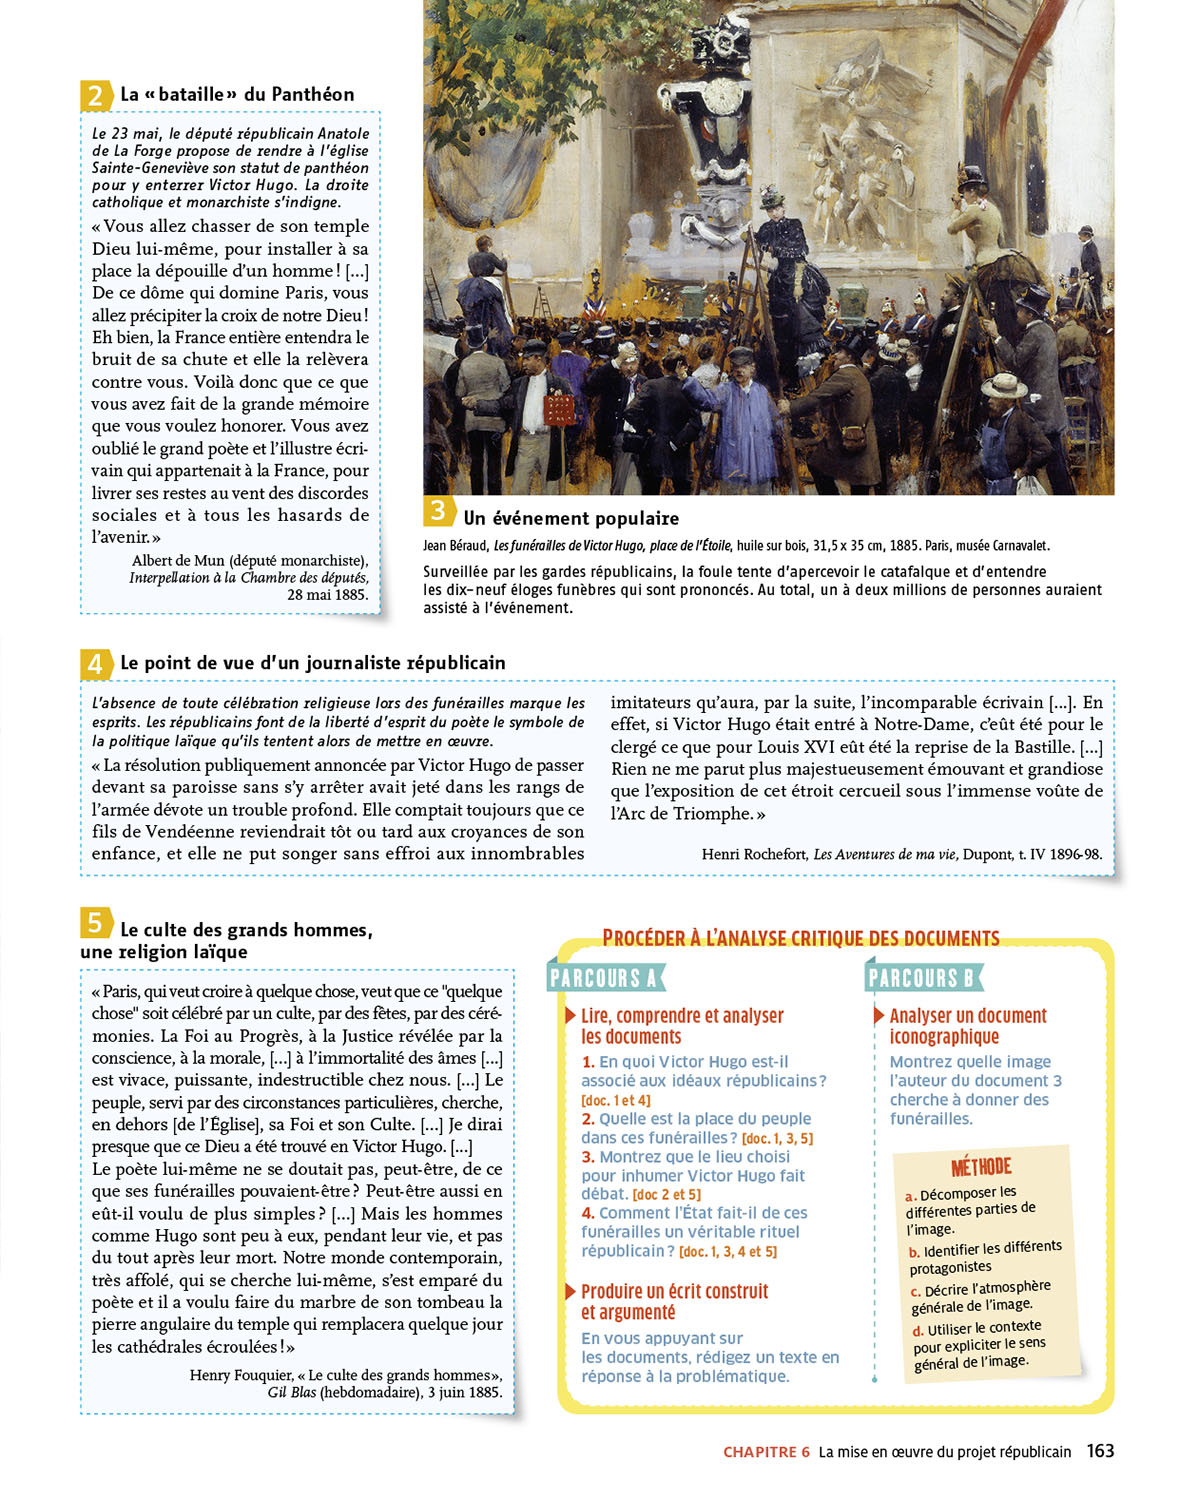 2 La « bataille » du Panthéon
Le 23 mai, le député républicain Anatole
de La Forge propose de rendre à l'église
Sainte-Geneviève son statut de panthéon
pour y enterrer Victor Hugo. La droite
catholique et monarchiste s'indigne.
« Vous allez chasser de son temple
Dieu lui-même, pour installer à sa
place la dépouille d'un homme ! [...]
De ce dôme qui domine Paris, vous
allez précipiter la croix de notre Dieu !
Eh bien, la France entière entendra le
bruit de sa chute et elle la relèvera
contre vous. Voilà donc que ce que
vous avez fait de la grande mémoire
que vous voulez honorer. Vous avez
oublié le grand poète et l'illustre écri-
vain qui appartenait à la France, pour
livrer ses restes au vent des discordes
sociales et à tous les hasards de
l'avenir. »
Albert de Mun (député monarchiste),
Interpellation à la Chambre des députés,
28 mai 1885.
3 Un événement populaire
Jean Béraud, Les funérailles de Victor Hugo, place de l'Étoile, huile sur bois, 31,5 x 35 cm, 1885. Paris, musée Carnavalet.
Surveillée par les gardes républicains, la foule tente d'apercevoir le catafalque et d'entendre
les dix-neuf éloges funèbres qui sont prononcés. Au total, un à deux millions de personnes auraient
assisté à l'événement.
4 Le point de vue d'un journaliste républicain
L'absence de toute célébration religieuse lors des funérailles marque les
esprits. Les républicains font de la liberté d'esprit du poète le symbole de
la politique laïque qu'ils tentent alors de mettre en œuvre.
« La résolution publiquement annoncée par Victor Hugo de passer
devant sa paroisse sans s'y arrêter avait jeté dans les rangs de
l'armée dévote un trouble profond. Elle comptait toujours que ce
fils de Vendéenne reviendrait tôt ou tard aux croyances de son
enfance, et elle ne put songer sans effroi aux innombrables
imitateurs qu'aura, par la suite, l'incomparable écrivain [...]. En
effet, si Victor Hugo était entré à Notre-Dame, c'eût été pour le
clergé ce que pour Louis XVI eût été la reprise de la Bastille. [...]
Rien ne me parut plus majestueusement émouvant et grandiose
que l'exposition de cet étroit cercueil sous l'immense voûte de
l'Arc de Triomphe. »
Henri Rochefort, Les Aventures de ma vie, Dupont, t. IV 1896-98.
5 Le culte des grands hommes,
une religion laïque
« Paris, qui veut croire à quelque chose, veut que ce "quelque
chose" soit célébré par un culte, par des fêtes, par des céré-
monies. La Foi au Progrès, à la Justice révélée par la
conscience, à la morale, [...] à l'immortalité des âmes [...]
est vivace, puissante, indestructible chez nous. [...] Le
peuple, servi par des circonstances particulières, cherche,
en dehors [de l'Église], sa Foi et son Culte. [...] Je dirai
presque que ce Dieu a été trouvé en Victor Hugo. [...]
Le poète lui-même ne se doutait pas, peut-être, de ce
que ses funérailles pouvaient-être ? Peut-être aussi en
eût-il voulu de plus simples ? [...] Mais les hommes
comme Hugo sont peu à eux, pendant leur vie, et pas
du tout après leur mort. Notre monde contemporain,
très affolé, qui se cherche lui-même, s'est emparé du
poète et il a voulu faire du marbre de son tombeau la
pierre angulaire du temple qui remplacera quelque jour
les cathédrales écroulées ! »
Henry Fouquier, « Le culte des grands hommes »,
Gil Blas (hebdomadaire), 3 juin 1885.
PROCÉDER À L'ANALYSE CRITIQUE DES DOCUMENTS
PARCOURS A
Lire, comprendre et analyser
les documents
1. En quoi Victor Hugo est-il
associé aux idéaux républicains ?
[doc. 1 et 4]
2. Quelle est la place du peuple
dans ces funérailles ? [doc. 1, 3, 5]
3. Montrez que le lieu choisi
pour inhumer Victor Hugo fait
débat. [doc 2 et 5]
4. Comment l'État fait-il de ces
funérailles un véritable rituel
républicain ? [doc. 1, 3, 4 et 5]
Produire un écrit construit
et argumenté
En vous appuyant sur
les documents, rédigez un texte en
réponse à la problématique.
PARCOURS B
Analyser un document
iconographique
Montrez quelle image
l'auteur du document 3
cherche à donner des
funérailles.
MÉTHODE
a. Décomposer les
différentes parties de
l'image.
b. Identifier les différents
protagonistes
c. Décrire l'atmosphère
générale de l'image.
d. Utiliser le contexte
pour expliciter le sens
général de l'image.
CHAPITRE 6 La mise en œuvre du projet républicain 163